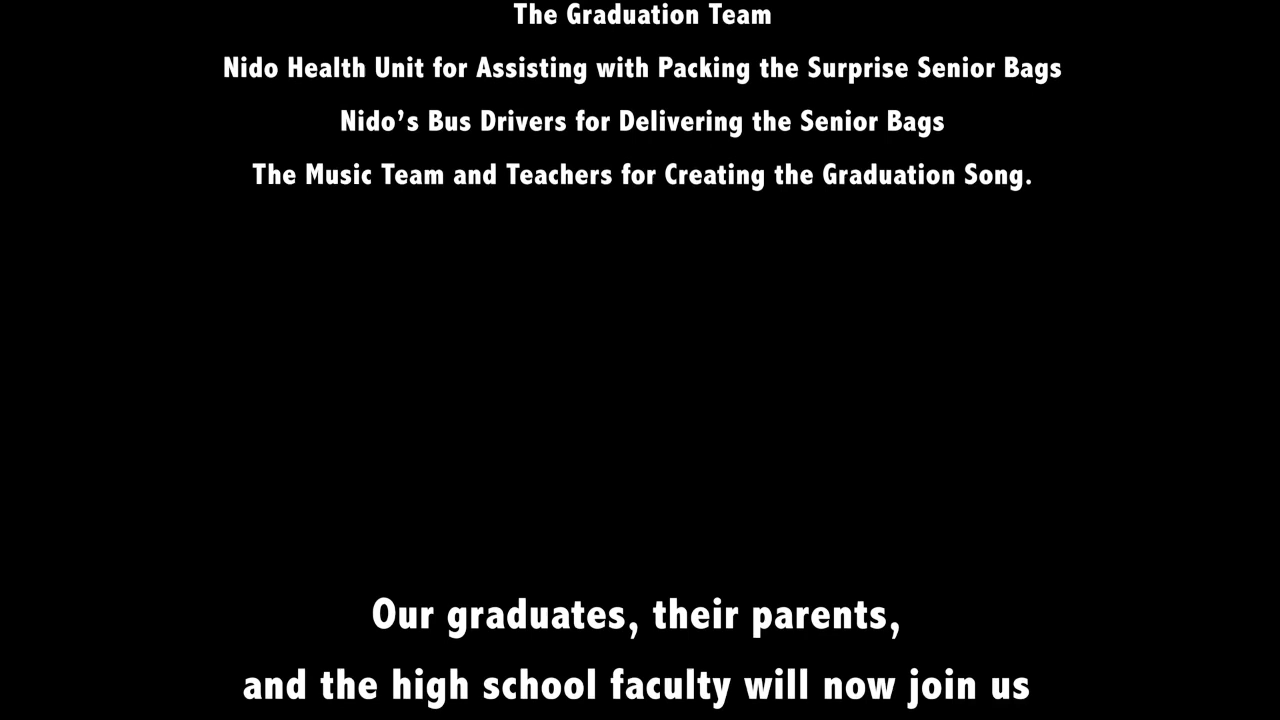 The Graduation Team
Nido Health Unit for Assisting with Packing the Surprise Senior Bags
Nido’s Bus Drivers for Delivering the Senior Bags
The Music Team and Teachers for Creating the Graduation Song.
Our graduates, their parents,
and the high school faculty will now join us